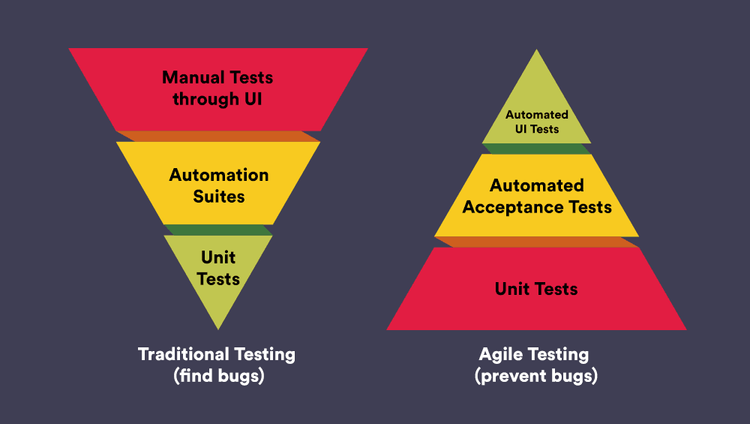 Manual Tests
through UI
Automation
Suites
Unit
Tests
Traditional Testing
(find bugs)
Automated
UI Tests
Automated
Acceptance Tests
Unit Tests
Agile Testing
(prevent bugs)